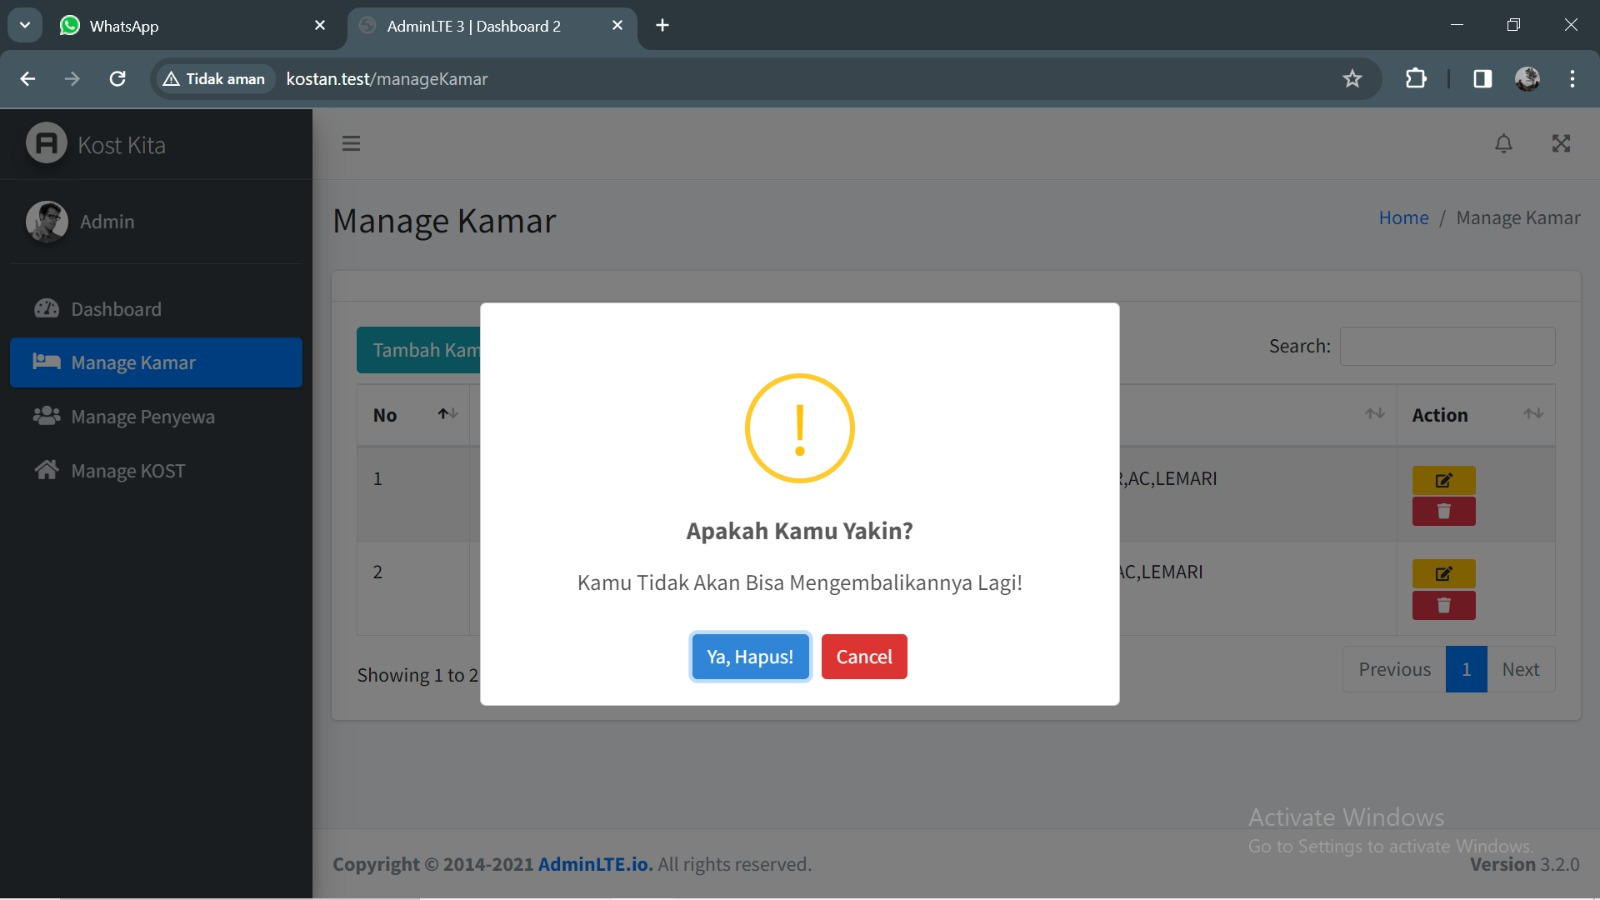 WhatsApp
AdminLTE 3 | Dashboard 2
Tidak aman
kostan.test/manageKamar
Kost Kita
Admin
Manage Kamar
Home / Manage Kamar
Dashboard
Manage Kamar
Manage Penyewa
Manage KOST
Tambah Kam
Search:
No
Action
1
,AC,LEMARI
2
AC,LEMARI
Apakah Kamu Yakin?
Kamu Tidak Akan Bisa Mengembalikannya Lagi!
Ya, Hapus!
Cancel
Showing 1 to 2
Previous 1 Next
Activate Windows
Go to Settings to activate Windows.
Copyright © 2014-2021 AdminLTE.io. All rights reserved.
Version 3.2.0